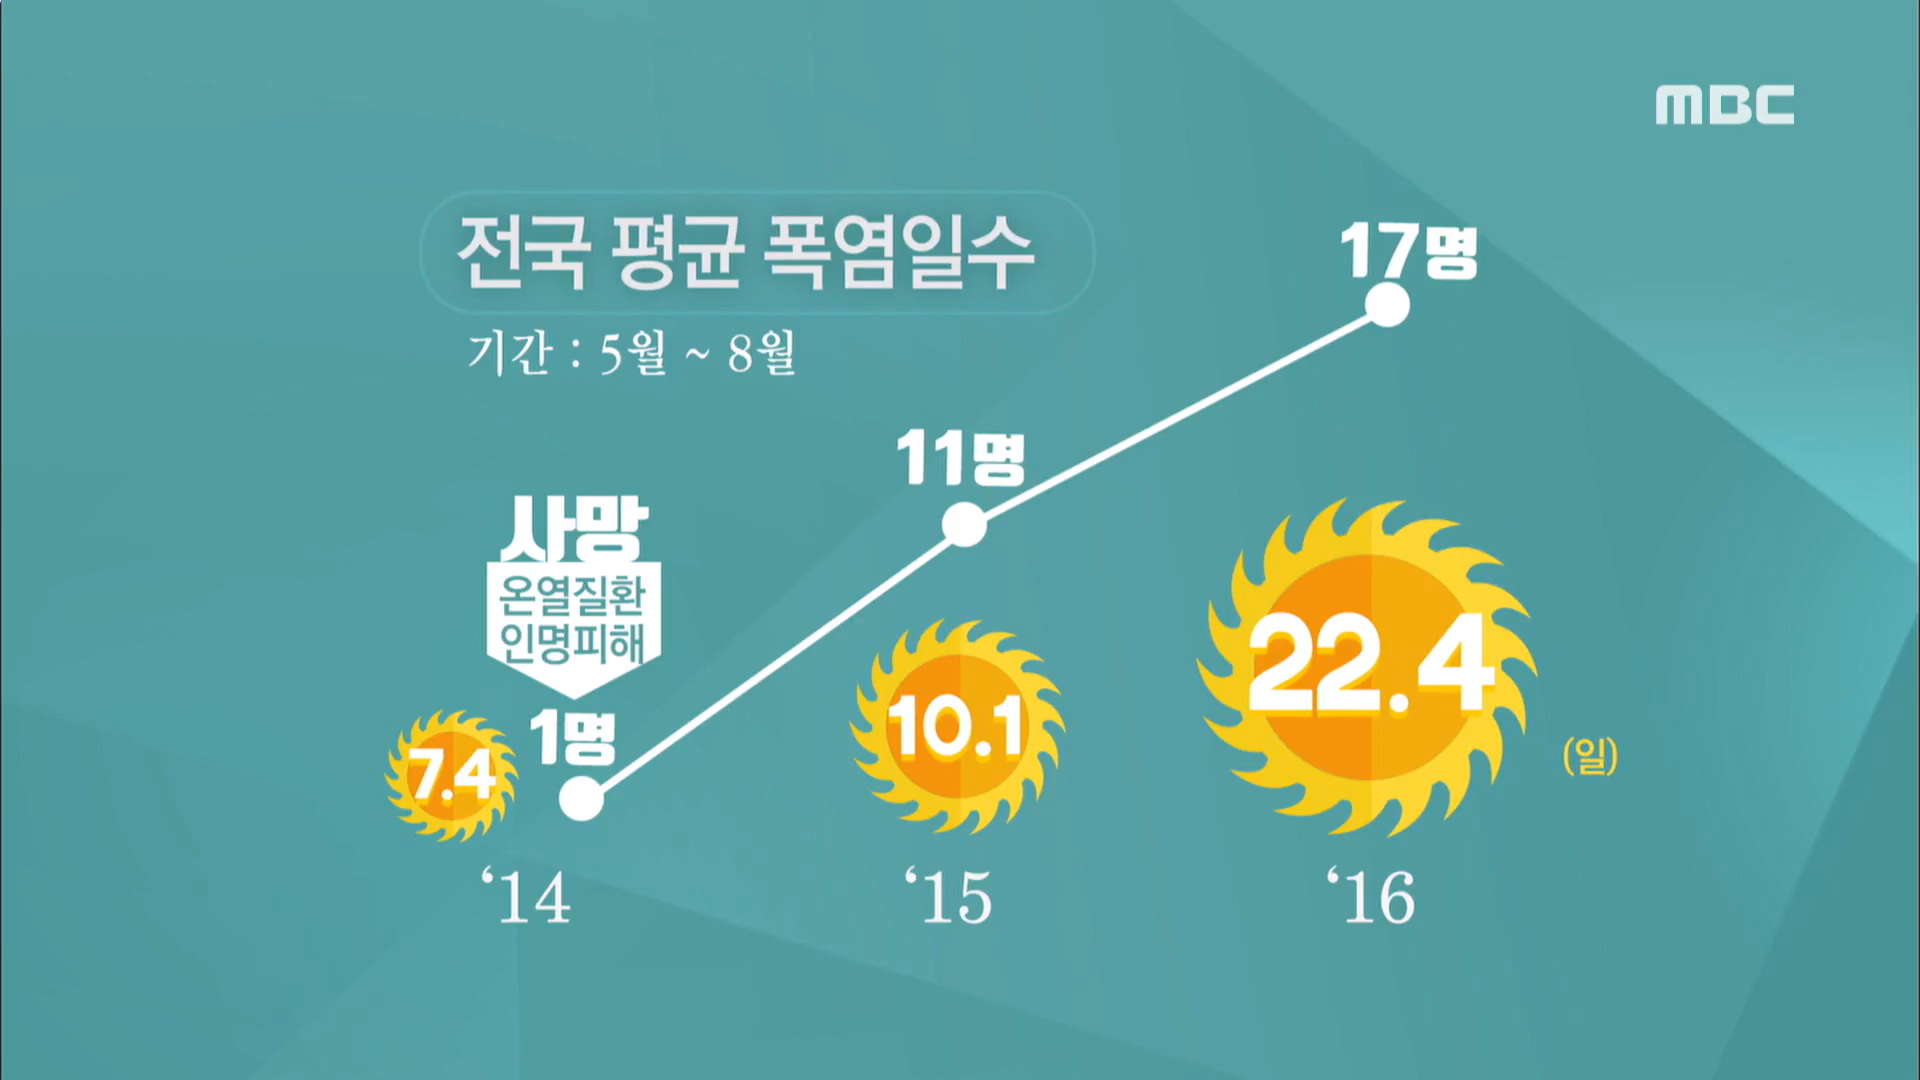 MBC
전국 평균 폭염일수
기간 : 5월 ~ 8월
17명
11명
사망
온열질환
인명피해
1명
7.4
10.1
22.4
(일)
‘14
‘15
‘16